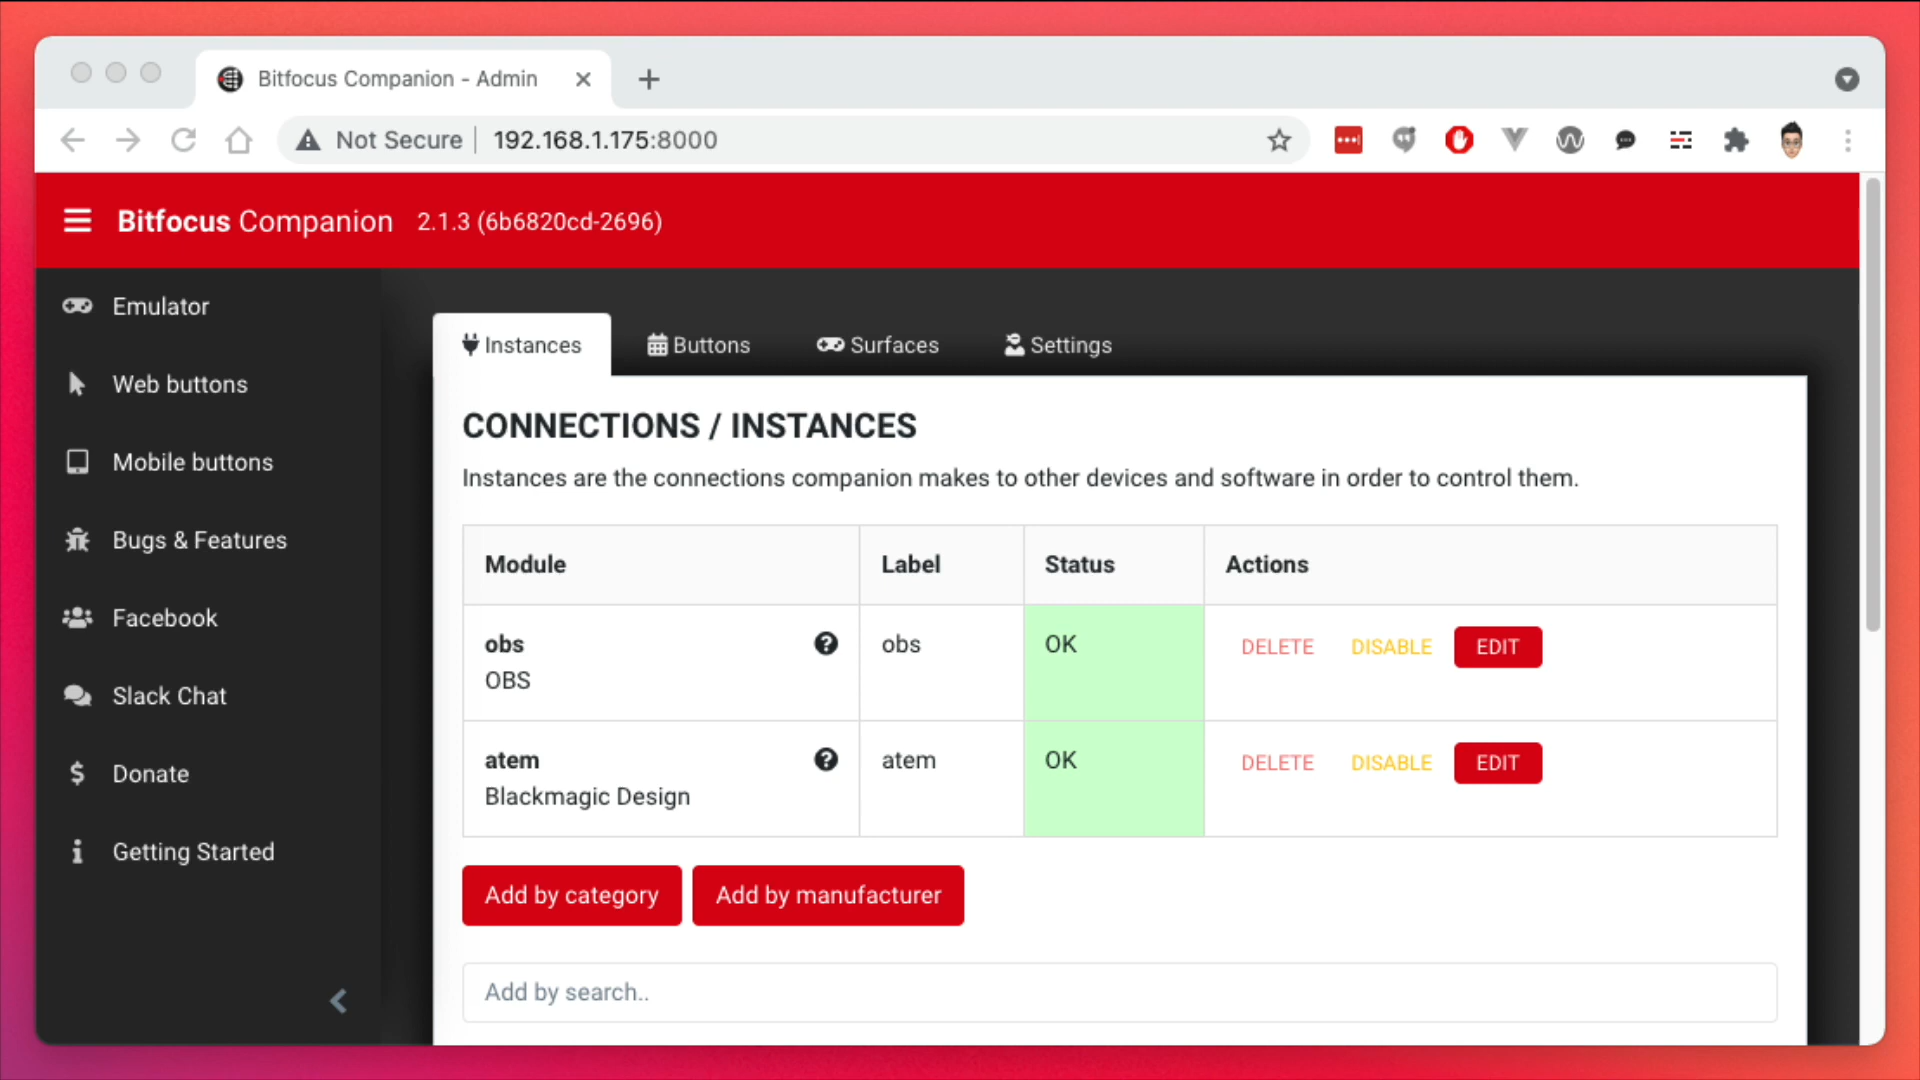 Bitfocus Companion - Admin
Not Secure 192.168.1.175:8000
Bitfocus Companion 2.1.3 (6b6820cd-2696)
Emulator
Web buttons
Mobile buttons
Bugs & Features
Facebook
Slack Chat
Donate
Getting Started
Instances Buttons Surfaces Settings
CONNECTIONS / INSTANCES
Instances are the connections companion makes to other devices and software in order to control them.
Module Label Status Actions
obs obs OK DELETE DISABLE EDIT
OBS
atem atem OK DELETE DISABLE EDIT
Blackmagic Design
Add by category Add by manufacturer
Add by search..